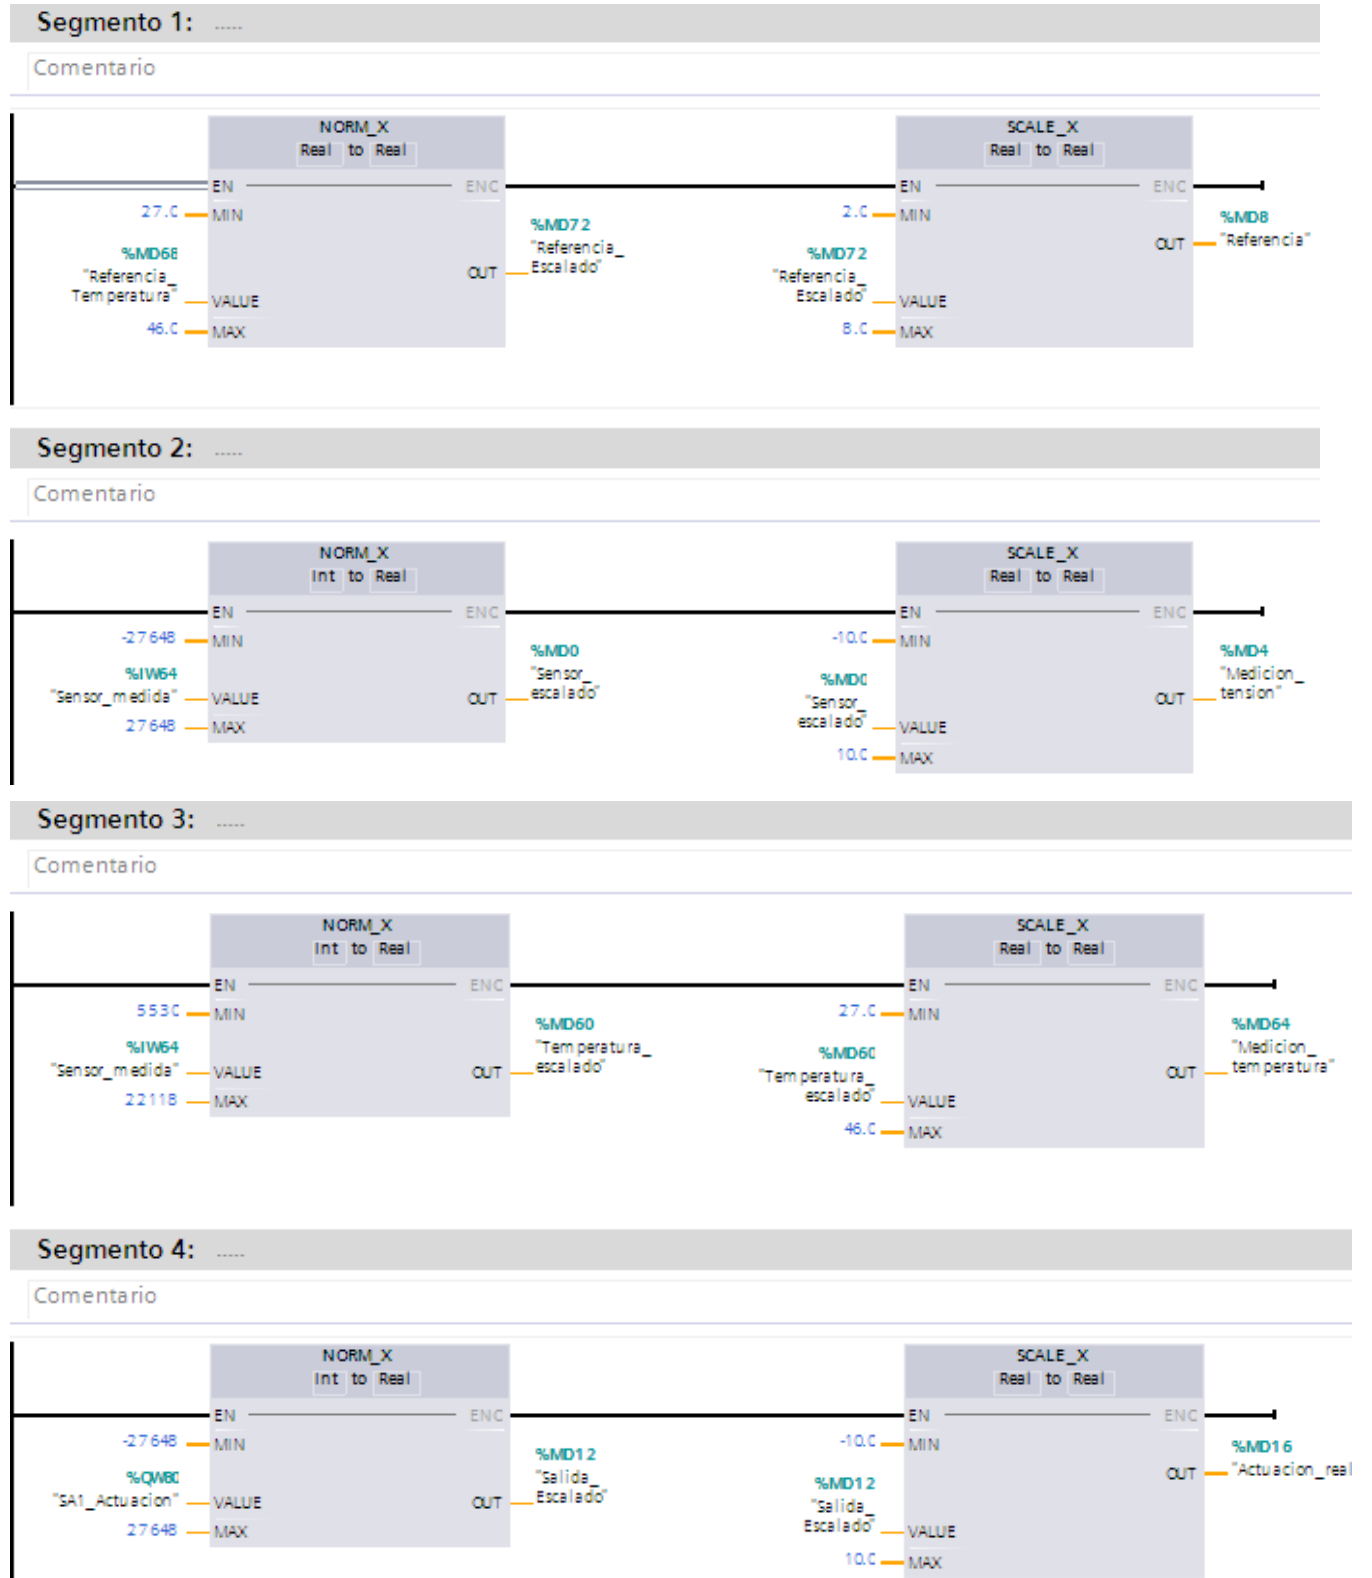 Segmento 1: .....
Comentario
NORM_X
Real to Real
EN
ENO
27.0
MIN
%MD68
"Referencia_
Temperatura"
VALUE
46.0
MAX
OUT
%MD72
"Referencia_
Escalado"
SCALE_X
Real to Real
EN
ENO
2.0
MIN
%MD72
"Referencia_
Escalado"
VALUE
8.0
MAX
OUT
%MD8
"Referencia"
Segmento 2: .....
Comentario
NORM_X
Int to Real
EN
ENO
-27648
MIN
%IW64
"Sensor_medida"
VALUE
27648
MAX
OUT
%MD0
"Sensor_
escalado"
SCALE_X
Real to Real
EN
ENO
-10.0
MIN
%MD0
"Sensor_
escalado"
VALUE
10.0
MAX
OUT
%MD4
"Medicion_
tension"
Segmento 3: .....
Comentario
NORM_X
Int to Real
EN
ENO
5530
MIN
%IW64
"Sensor_medida"
VALUE
22118
MAX
OUT
%MD60
"Temperatura_
escalado"
SCALE_X
Real to Real
EN
ENO
27.0
MIN
%MD60
"Temperatura_
escalado"
VALUE
46.0
MAX
OUT
%MD64
"Medicion_
temperatura"
Segmento 4: .....
Comentario
NORM_X
Int to Real
EN
ENO
-27648
MIN
%QW80
"SA1_Actuacion"
VALUE
27648
MAX
OUT
%MD12
"Salida_
Escalado"
SCALE_X
Real to Real
EN
ENO
-10.0
MIN
%MD12
"Salida_
Escalado"
VALUE
10.0
MAX
OUT
%MD16
"Actuacion_real